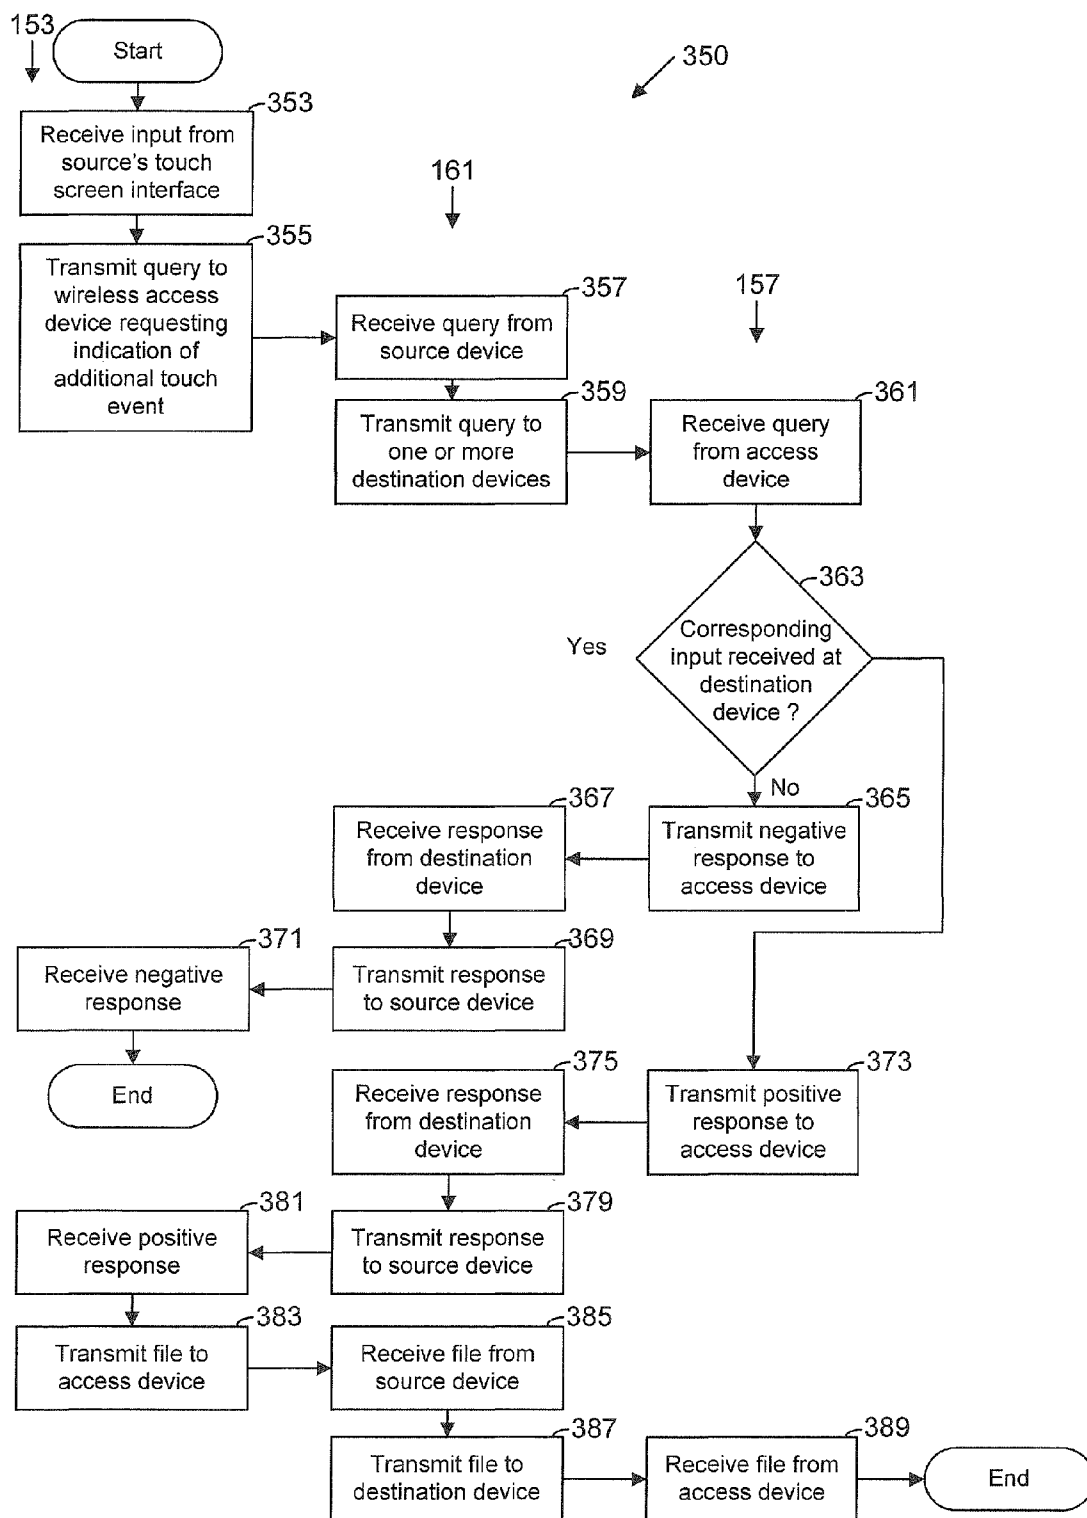 153
Start
350
353
Receive input from
source's touch
screen interface
161
355
Transmit query to
wireless access
device requesting
indication of
additional touch
event
357
Receive query from
source device
157
359
Transmit query to
one or more
destination devices
361
Receive query
from access
device
363
Corresponding
input received at
destination
device ?
Yes
No
365
Transmit negative
response to
access device
367
Receive response
from destination
device
369
Transmit response
to source device
371
Receive negative
response
End
373
Transmit positive
response to
access device
375
Receive response
from destination
device
379
Transmit response
to source device
381
Receive positive
response
383
Transmit file to
access device
385
Receive file from
source device
387
Transmit file to
destination device
389
Receive file from
access device
End